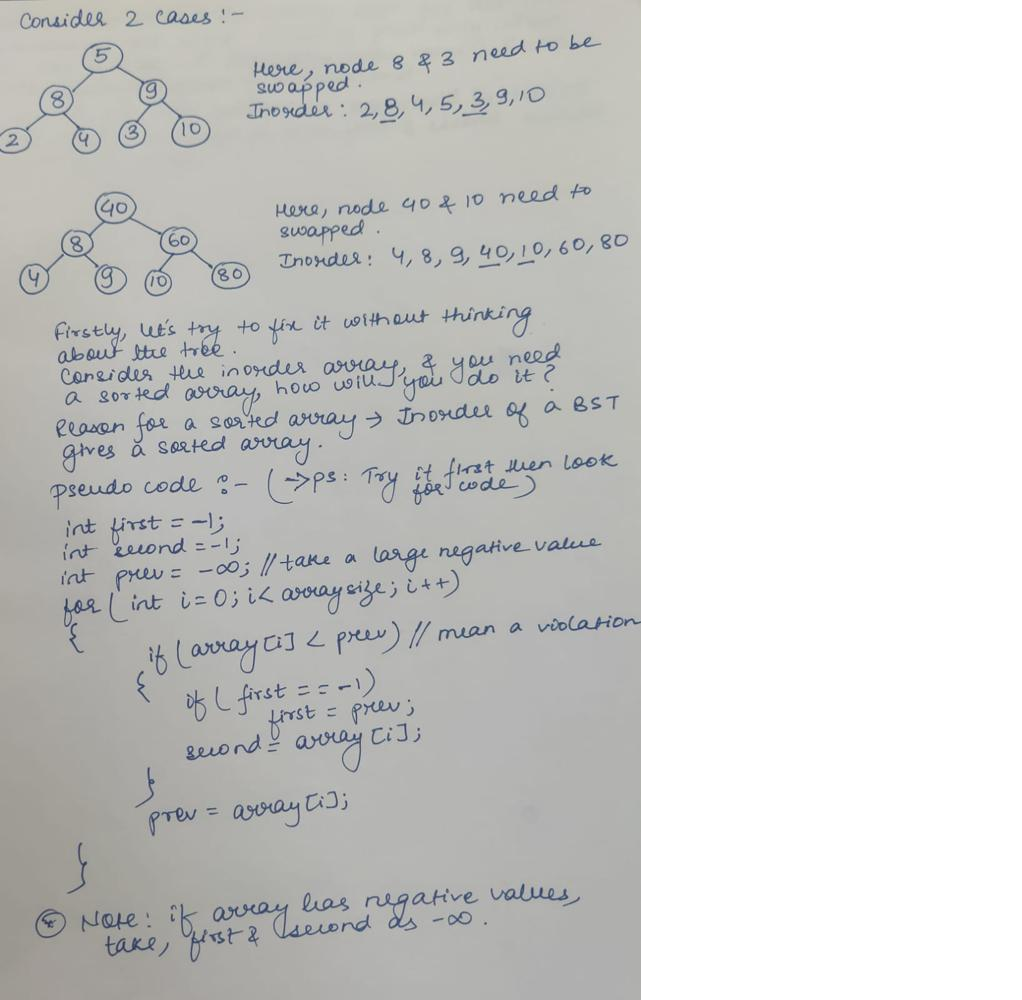 Consider 2 cases :-
5
8 9
2 4 3 10
Here, node 8 & 3 need to be
swapped.
Inorder: 2, 8, 4, 5, 3, 9, 10
40
8 60
4 9 10 80
Here, node 40 & 10 need to
swapped.
Inorder: 4, 8, 9, 40, 10, 60, 80
Firstly, let's try to fix it without thinking
about the tree.
Consider the inorder array, & you need
a sorted array, how will you do it?
Reason for a sorted array → Inorder of a BST
gives a sorted array.
Pseudo code :- (→ps: Try it first then look
for code)
int first = -1;
int second = -1;
int prev = -∞; // take a large negative value
for (int i=0; i< arraysize; i++)
{
if (array[i] < prev) // mean a violation
{
if ( first == -1)
first = prev;
second = array[i];
}
prev = array[i];
}
* Note: if array has negative values,
take, first & second as -∞.